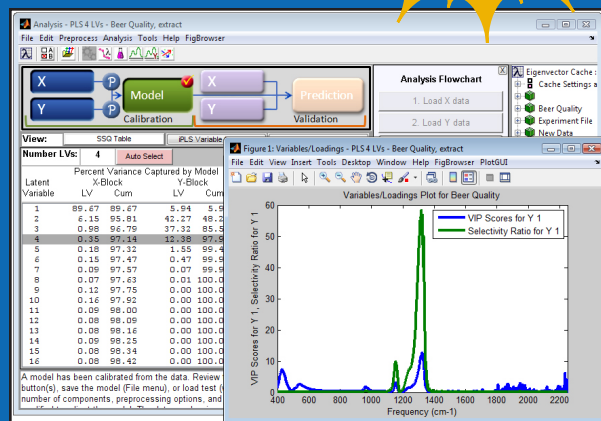 Analysis - PLS 4 LVs - Beer Quality, extract
File Edit Preprocess Analysis Tools Help FigBrowser
X
Y
P
P
Model
Calibration
X
Y
Prediction
Validation
View: SSQ Table PLS Variable
Number LVs: 4 Auto Select
Percent Variance Captured by Model
Latent X-Block Y-Block
Variable LV Cum LV Cum
1 89.67 89.67 5.94 5.9
2 6.15 95.81 42.27 48.2
3 0.98 96.79 37.32 85.5
4 0.35 97.14 12.38 97.9
5 0.18 97.32 1.55 99.4
6 0.15 97.47 0.47 99.9
7 0.09 97.57 0.07 99.9
8 0.07 97.63 0.01 100.0
9 0.12 97.75 0.00 100.0
10 0.16 97.92 0.00 100.0
11 0.09 98.00 0.00 100.0
12 0.08 98.09 0.00 100.0
13 0.08 98.16 0.00 100.0
14 0.09 98.25 0.00 100.0
15 0.08 98.34 0.00 100.0
16 0.08 98.42 0.00 100.0
A model has been calibrated from the data. Review
button(s), save the model (File menu), or load test (
number of components, preprocessing options, and
Analysis Flowchart
1. Load X data
2. Load Y data
Eigenvector Cache :
Cache Settings a
Beer Quality
Experiment File
New Data
Figure 1: Variables/Loadings - PLS 4 LVs - Beer Quality, extract
File Edit View Insert Tools Desktop Window Help FigBrowser PlotGUI
Variables/Loadings Plot for Beer Quality
VIP Scores for Y 1
Selectivity Ratio for Y 1
VIP Scores for Y 1, Selectivity Ratio for Y 1
60
50
40
30
20
10
0
400 600 800 1000 1200 1400 1600 1800 2000 2200
Frequency (cm-1)